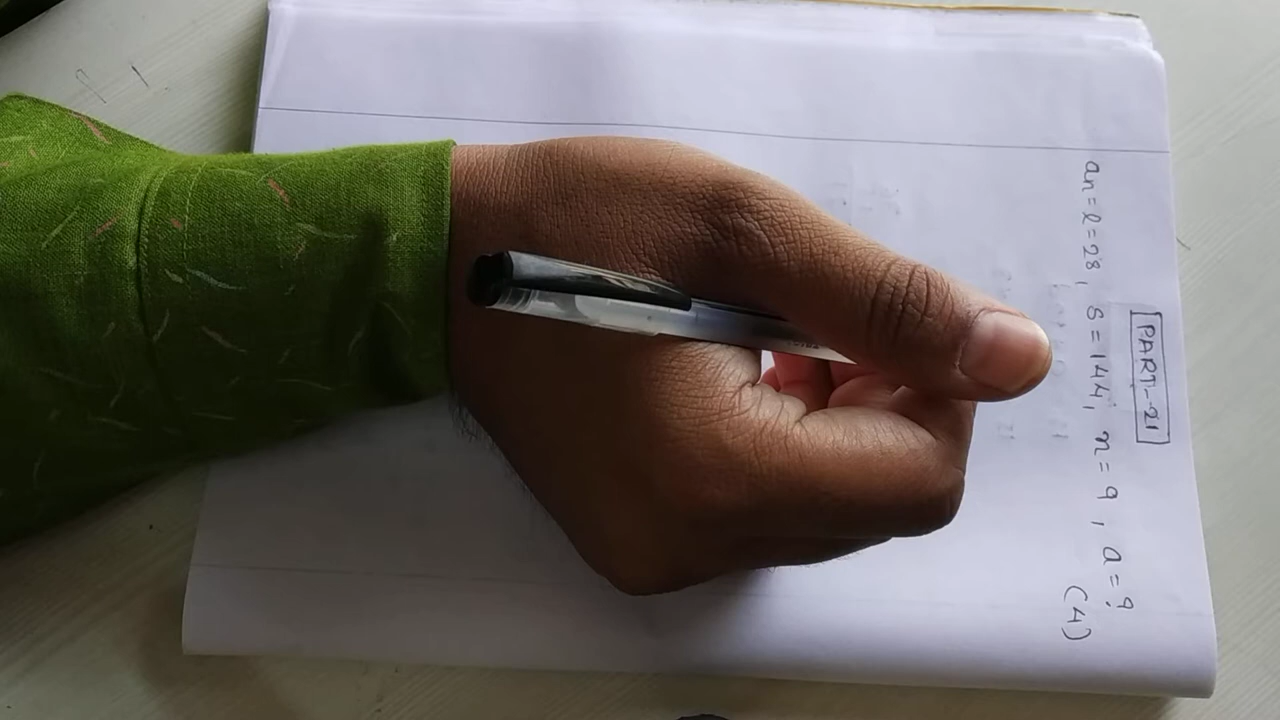 PART-21
an = l = 28, S = 144, n = 9, a = ?
(4)